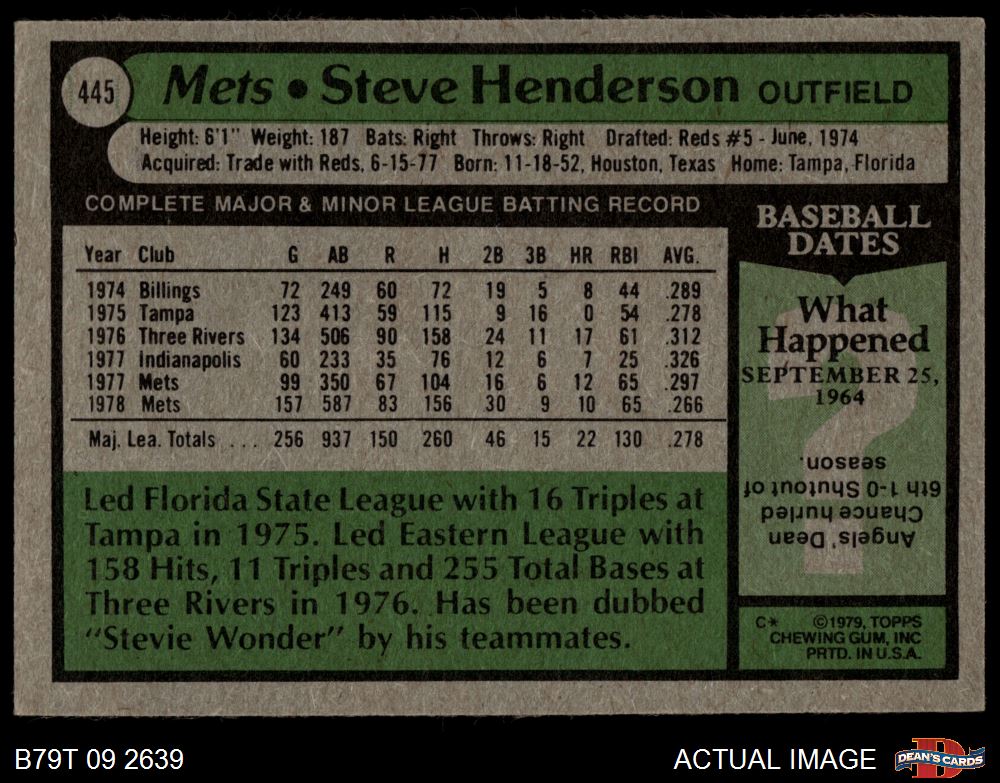 445
Mets • Steve Henderson OUTFIELD
Height: 6'1" Weight: 187 Bats: Right Throws: Right Drafted: Reds #5 - June, 1974
Acquired: Trade with Reds, 6-15-77 Born: 11-18-52, Houston, Texas Home: Tampa, Florida
COMPLETE MAJOR & MINOR LEAGUE BATTING RECORD
Year Club G AB R H 2B 3B HR RBI AVG.
1974 Billings 72 249 60 72 19 5 8 44 .289
1975 Tampa 123 413 59 115 9 16 0 54 .278
1976 Three Rivers 134 506 90 158 24 11 17 61 .312
1977 Indianapolis 60 233 35 76 12 6 7 25 .326
1977 Mets 99 350 67 104 16 6 12 65 .297
1978 Mets 157 587 83 156 30 9 10 65 .266
Maj. Lea. Totals . . . 256 937 150 260 46 15 22 130 .278
Led Florida State League with 16 Triples at
Tampa in 1975. Led Eastern League with
158 Hits, 11 Triples and 255 Total Bases at
Three Rivers in 1976. Has been dubbed
"Stevie Wonder" by his teammates.
BASEBALL
DATES
What
Happened
SEPTEMBER 25,
1964
Angels' Dean
Chance hurled
6th 1-0 Shutout of
season.
C* ©1979, TOPPS
CHEWING GUM, INC
PRTD. IN U.S.A.
B79T 09 2639
ACTUAL IMAGE
D
DEAN'S CARDS